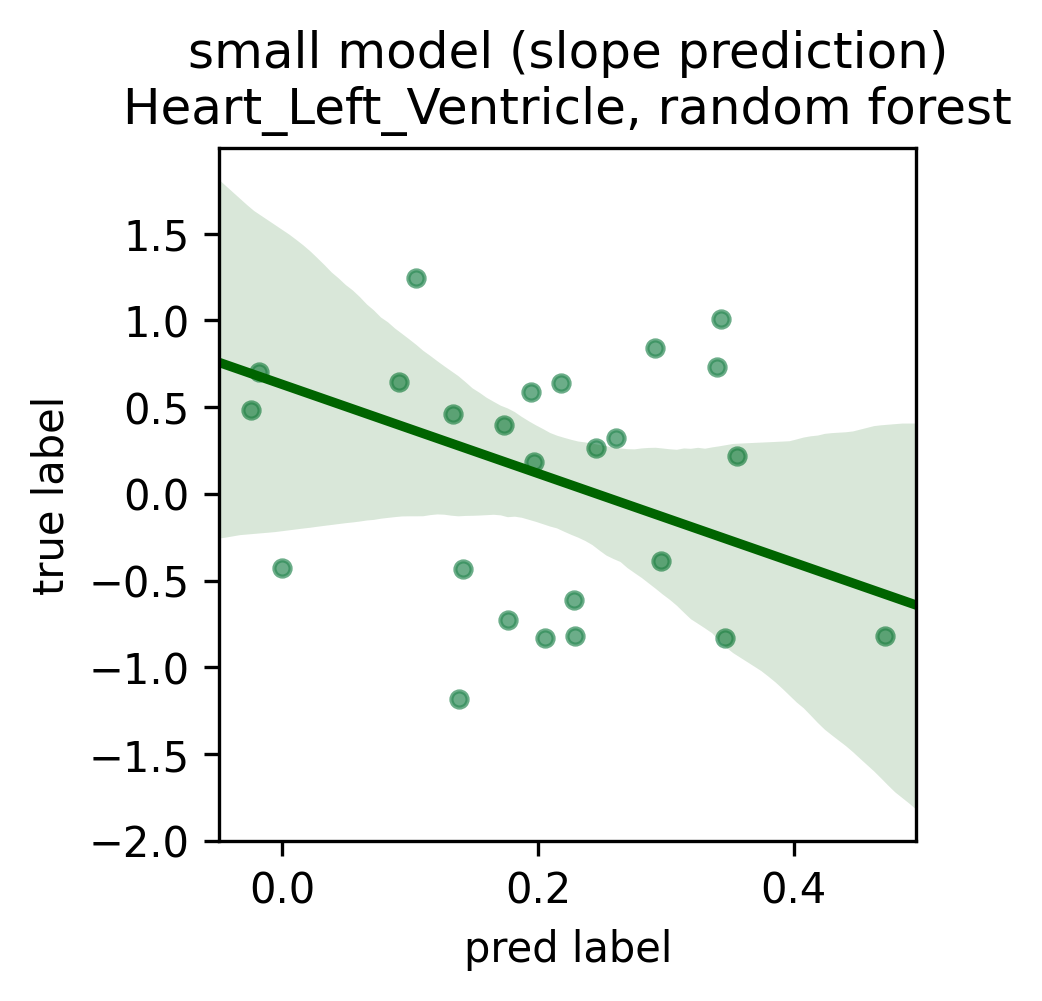 small model (slope prediction)
Heart_Left_Ventricle, random forest
1.5
1.0
0.5
0.0
−0.5
−1.0
−1.5
−2.0
true label
0.0 0.2 0.4
pred label